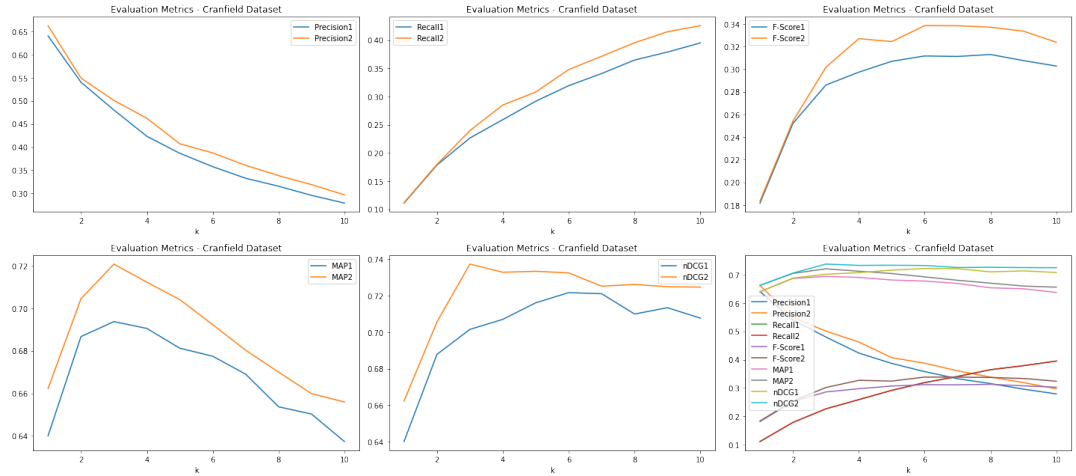 Evaluation Metrics - Cranfield Dataset
Precision1
Precision2
0.65
0.60
0.55
0.50
0.45
0.40
0.35
0.30
2
4
6
8
10
k
Evaluation Metrics - Cranfield Dataset
Recall1
Recall2
0.40
0.35
0.30
0.25
0.20
0.15
0.10
2
4
6
8
10
k
Evaluation Metrics - Cranfield Dataset
F-Score1
F-Score2
0.34
0.32
0.30
0.28
0.26
0.24
0.22
0.20
0.18
2
4
6
8
10
k
Evaluation Metrics - Cranfield Dataset
MAP1
MAP2
0.72
0.70
0.68
0.66
0.64
2
4
6
8
10
k
Evaluation Metrics - Cranfield Dataset
nDCG1
nDCG2
0.74
0.72
0.70
0.68
0.66
0.64
2
4
6
8
10
k
Evaluation Metrics - Cranfield Dataset
0.7
0.6
0.5
0.4
0.3
0.2
0.1
Precision1
Precision2
Recall1
Recall2
F-Score1
F-Score2
MAP1
MAP2
nDCG1
nDCG2
2
4
6
8
10
k